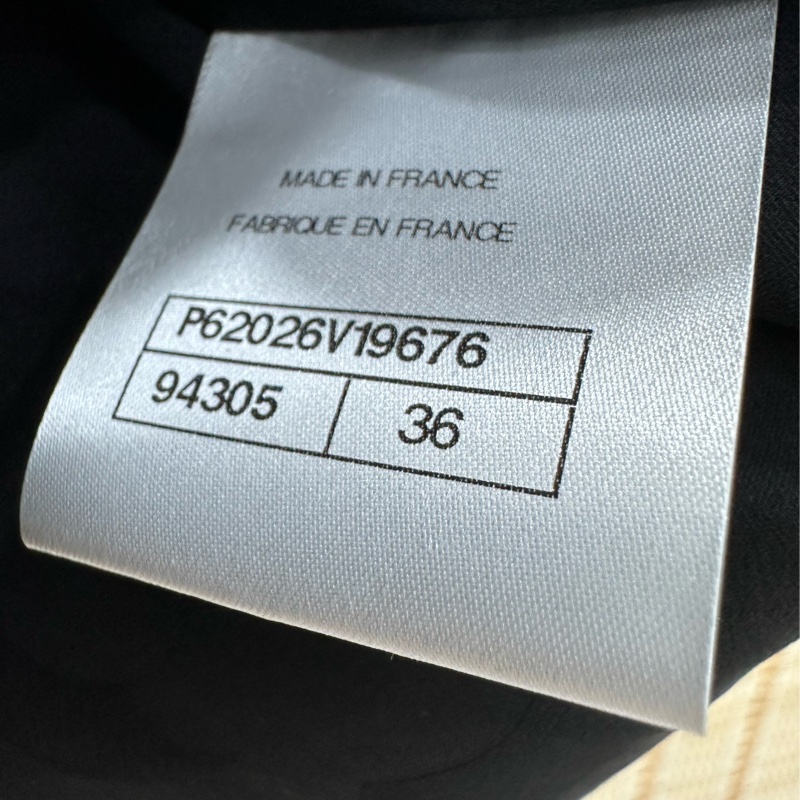 MADE IN FRANCE
FABRIQUE EN FRANCE
P62026V19676
94305 36